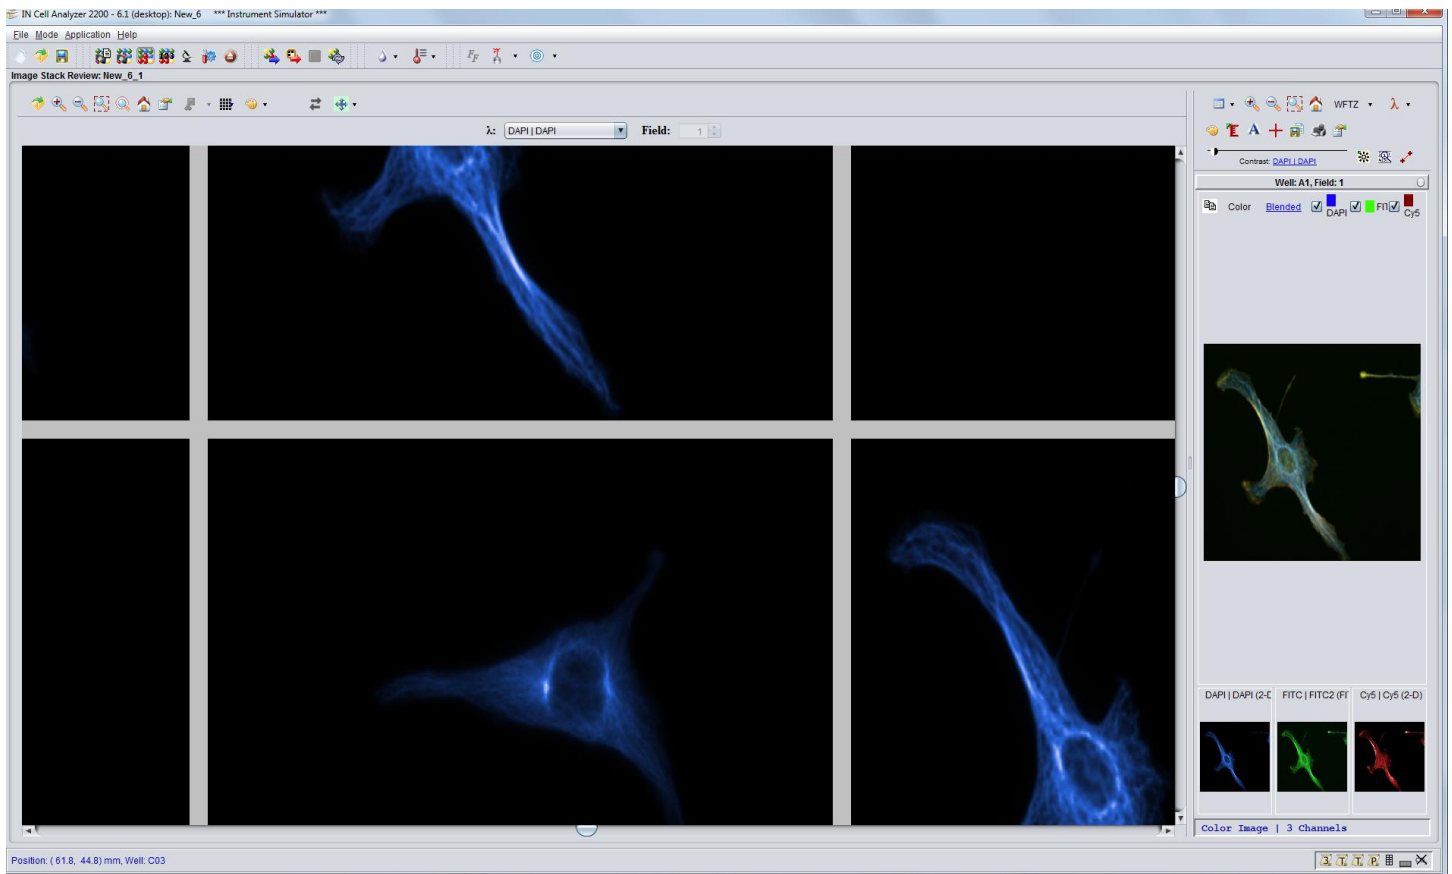 IN Cell Analyzer 2200 - 6.1 (desktop): New_6 *** Instrument Simulator ***
File Mode Application Help
Image Stack Review: New_6_1
λ: DAPI | DAPI Field: 1
WFTZ λ
Contrast: DAPI | DAPI
Well: A1, Field: 1
Color Blended DAPI FIT Cy5
DAPI | DAPI (2-D FITC | FITC2 (FI Cy5 | Cy5 (2-D)
Color Image | 3 Channels
Position: ( 61.8, 44.8) mm, Well: C03